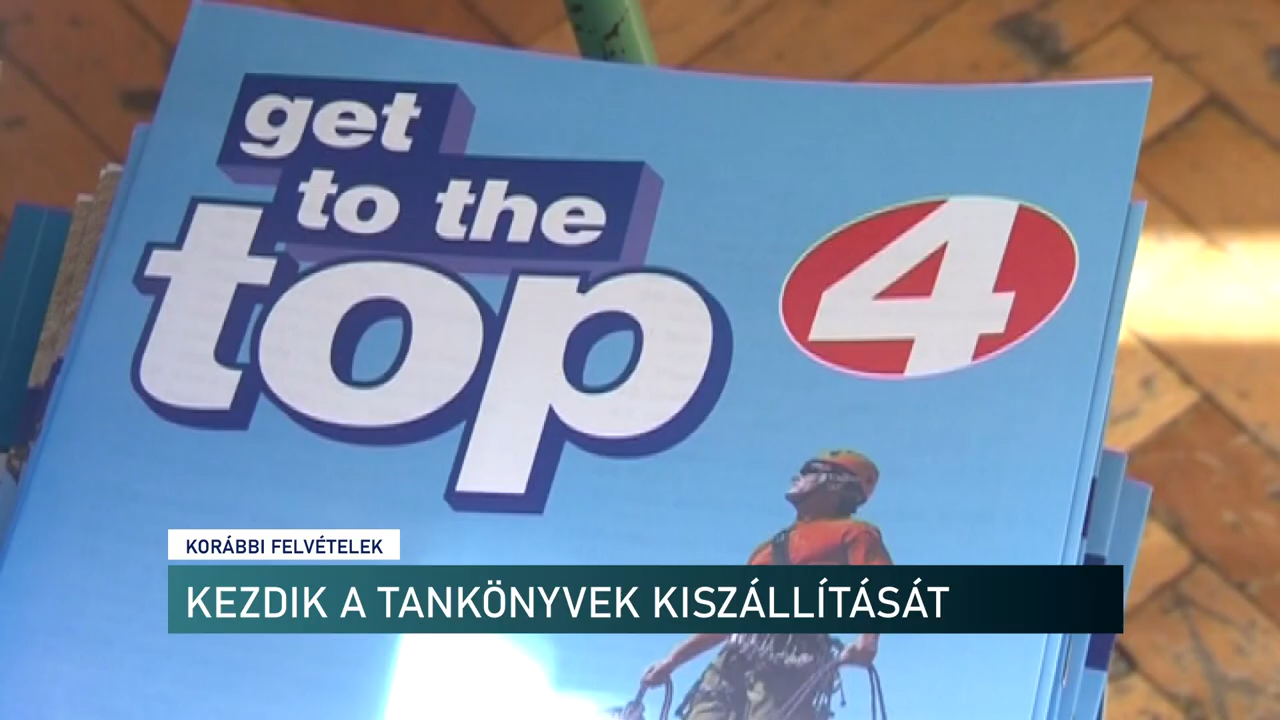 get
to the
top
4
KORÁBBI FELVÉTELEK
KEZDIK A TANKÖNYVEK KISZÁLLÍTÁSÁT